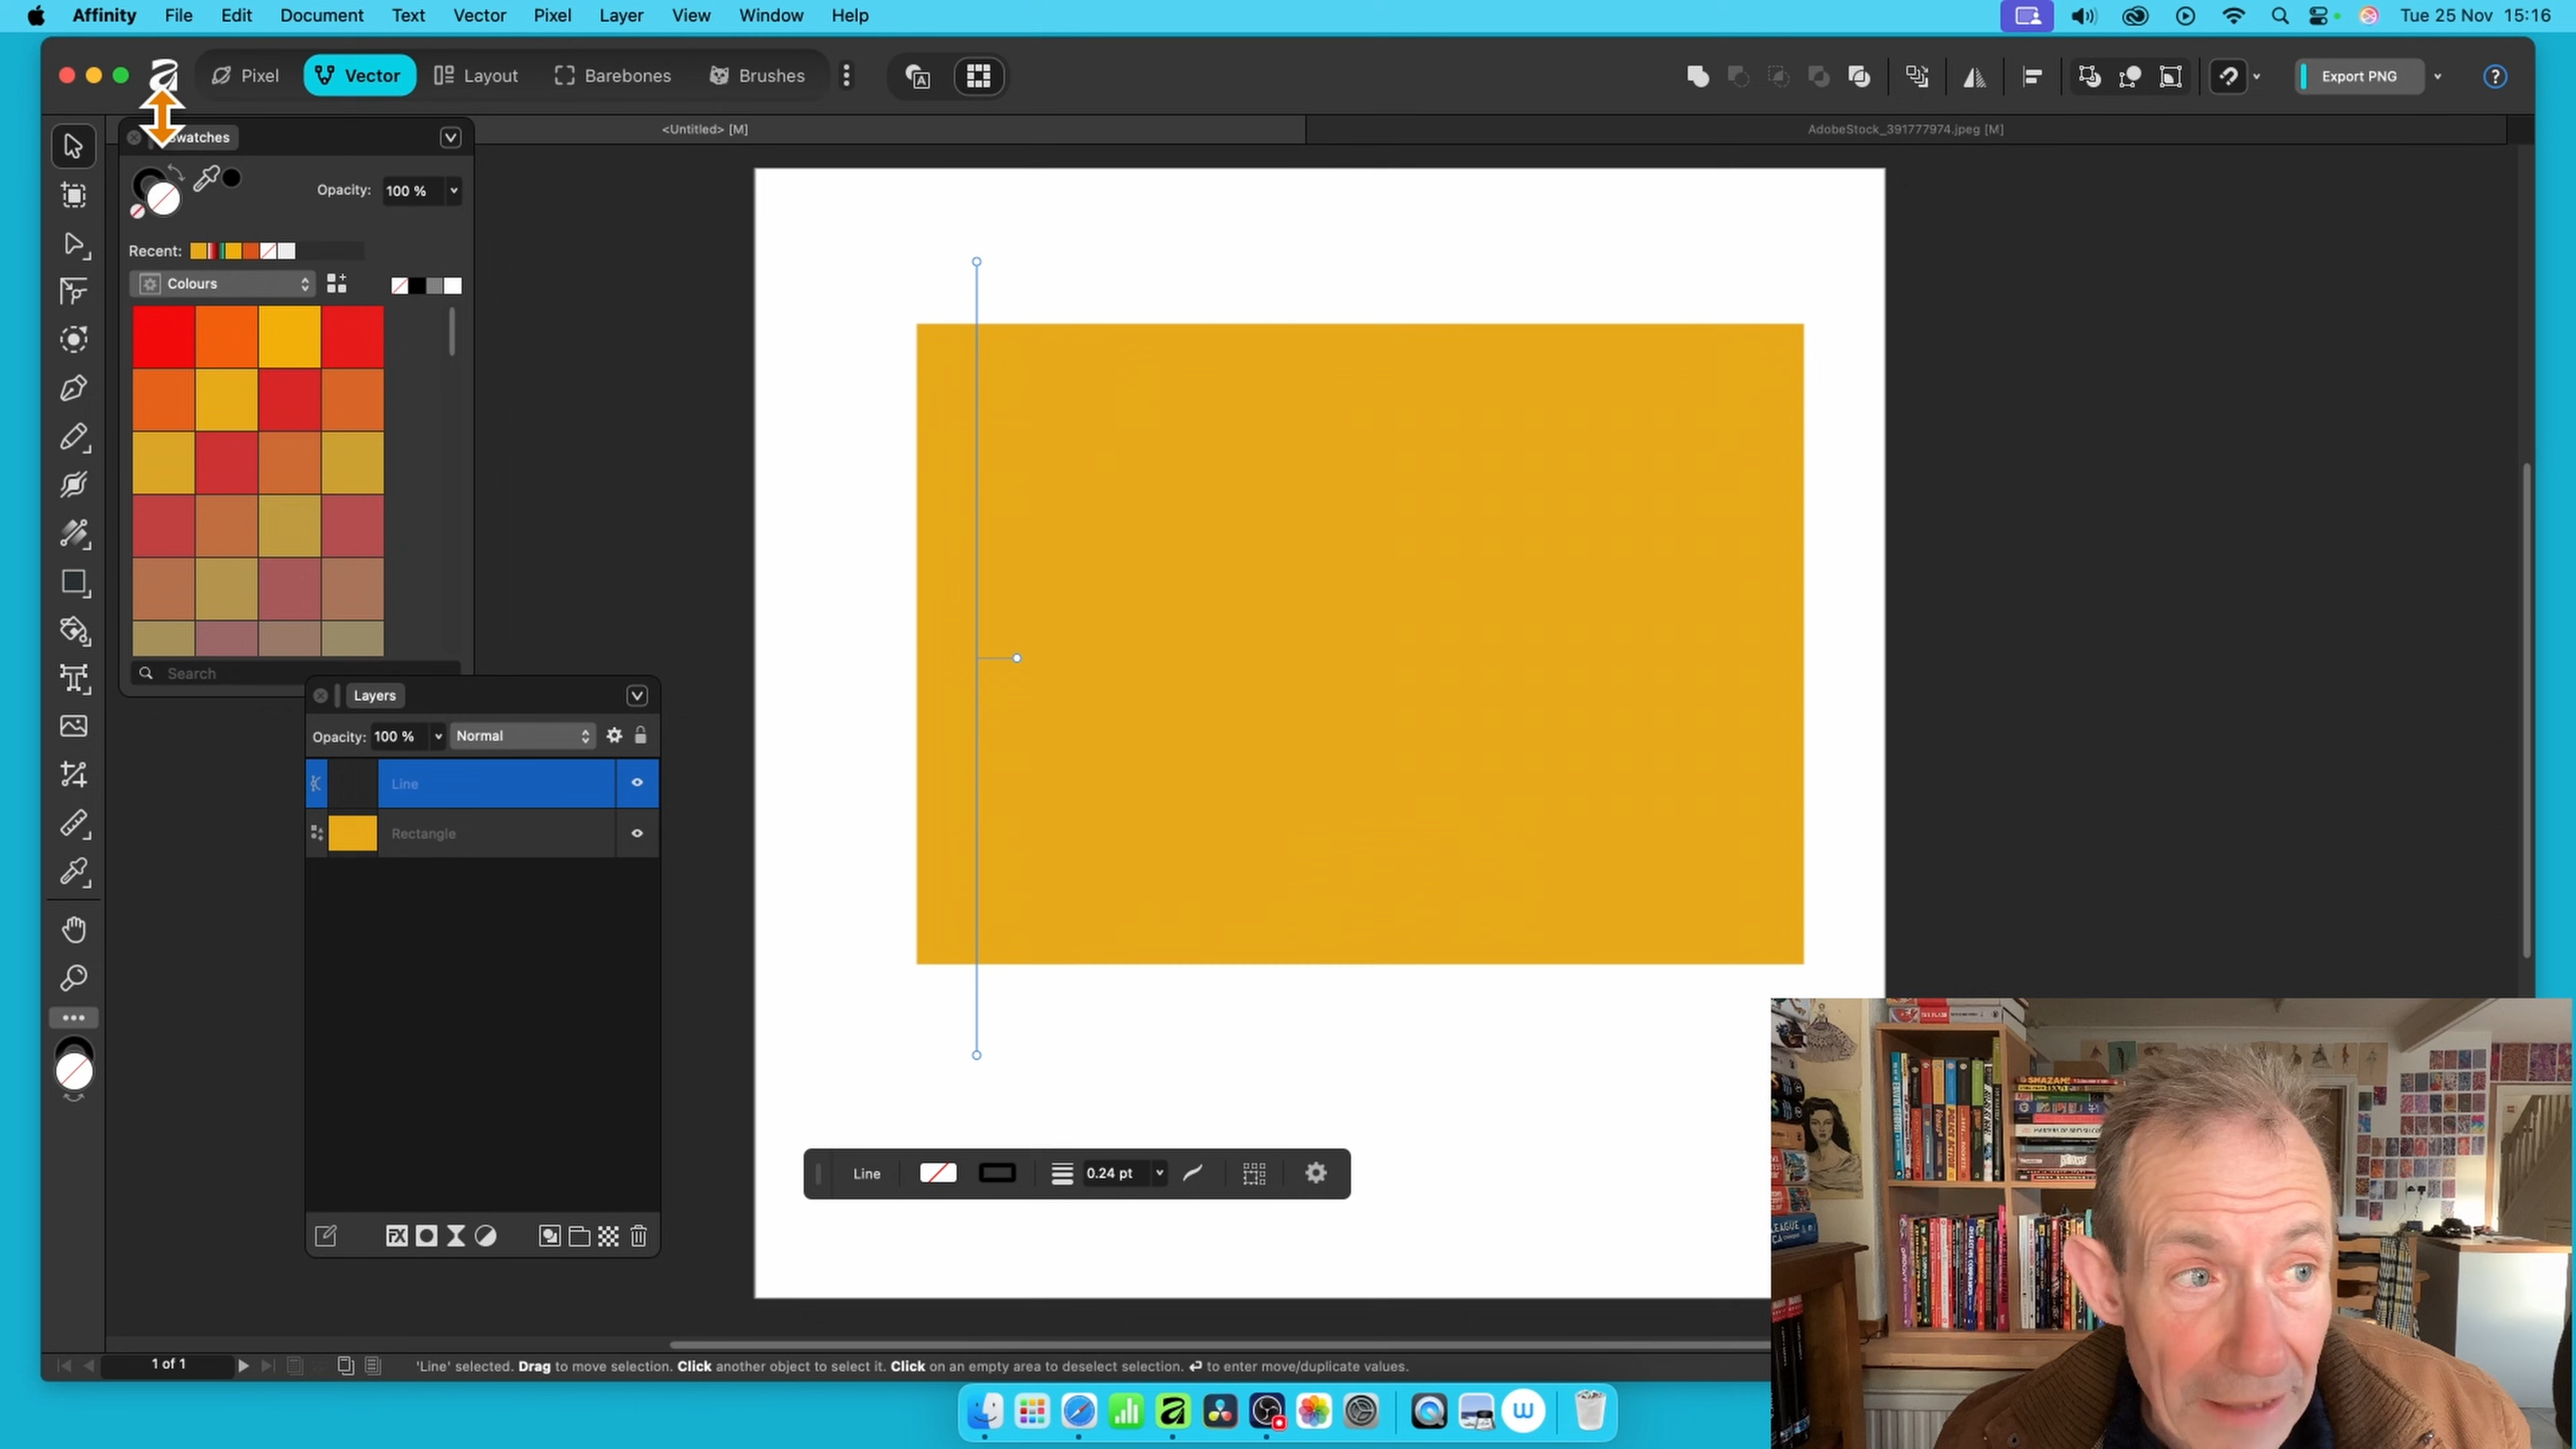 Affinity File Edit Document Text Vector Pixel Layer View Window Help Tue 25 Nov 15:16
Pixel Vector Layout Barebones Brushes Export PNG
<Untitled> [M] AdobeStock_391777974.jpeg [M]
Opacity: 100 %
Recent:
Colours
Search
Layers
Opacity: 100 % Normal
Line
Rectangle
FX
Line 0.24 pt
1 of 1 'Line' selected. Drag to move selection. Click another object to select it. Click on an empty area to deselect selection. ↵ to enter move/duplicate values.
SHAZAM!
LEAGUE